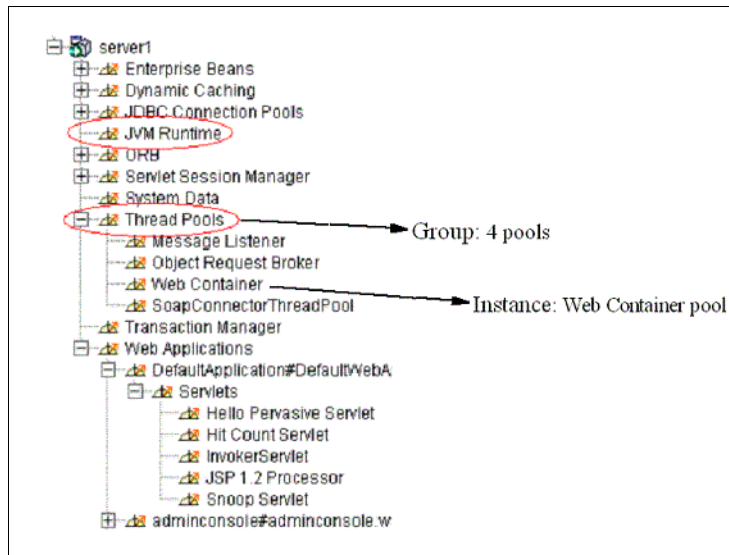 server1
Enterprise Beans
Dynamic Caching
JDBC Connection Pools
JVM Runtime
ORB
Servlet Session Manager
System Data
Thread Pools
Group: 4 pools
Message Listener
Object Request Broker
Web Container
Instance: Web Container pool
SoapConnectorThreadPool
Transaction Manager
Web Applications
DefaultApplication#DefaultWebA
Servlets
Hello Pervasive Servlet
Hit Count Servlet
InvokerServlet
JSP 1.2 Processor
Snoop Servlet
adminconsole#adminconsole.w